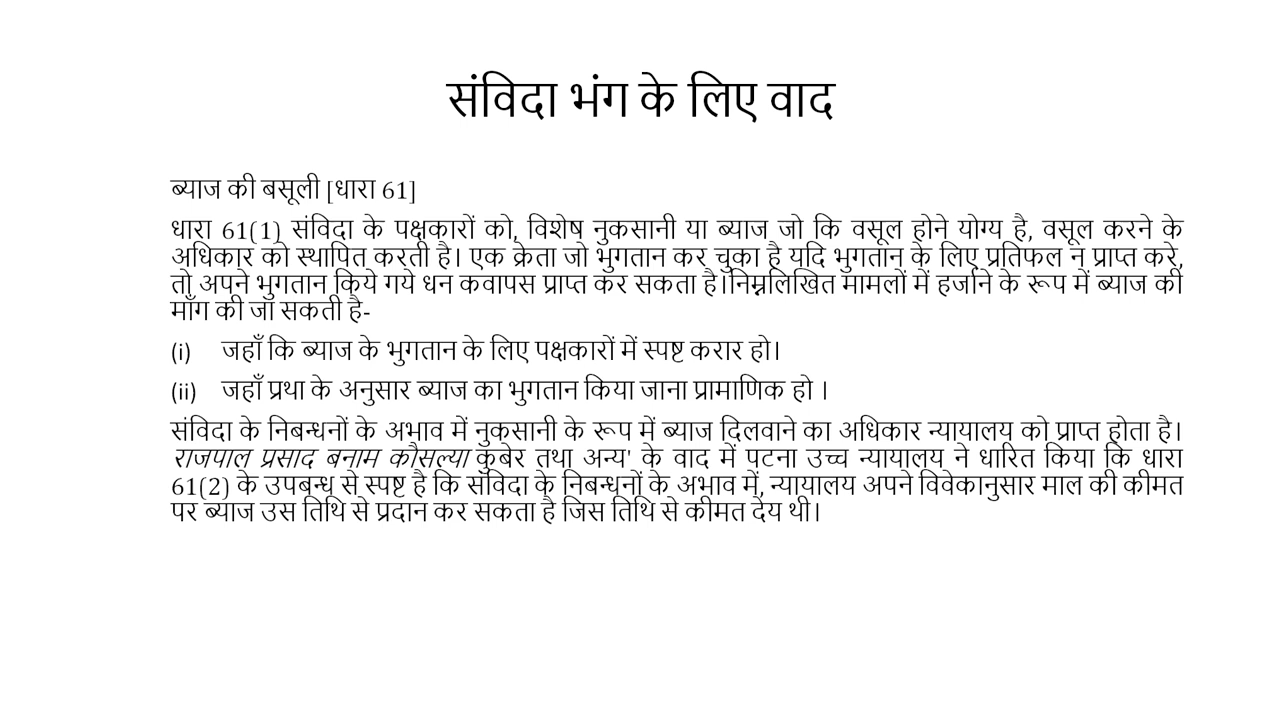 संविदा भंग के लिए वाद
ब्याज की बसूली [धारा 61]
धारा 61(1) संविदा के पक्षकारों को, विशेष नुकसानी या ब्याज जो कि वसूल होने योग्य है, वसूल करने के
अधिकार को स्थापित करती है। एक क्रेता जो भुगतान कर चुका है यदि भुगतान के लिए प्रतिफल न प्राप्त करे,
तो अपने भुगतान किये गये धन कवापस प्राप्त कर सकता है।निम्नलिखित मामलों में हर्जाने के रूप में ब्याज की
माँग की जा सकती है-
(i) जहाँ कि ब्याज के भुगतान के लिए पक्षकारों में स्पष्ट करार हो।
(ii) जहाँ प्रथा के अनुसार ब्याज का भुगतान किया जाना प्रामाणिक हो ।
संविदा के निबन्धनों के अभाव में नुकसानी के रूप में ब्याज दिलवाने का अधिकार न्यायालय को प्राप्त होता है।
राजपाल प्रसाद बनाम कौसल्या कुबेर तथा अन्य' के वाद में पटना उच्च न्यायालय ने धारित किया कि धारा
61(2) के उपबन्ध से स्पष्ट है कि संविदा के निबन्धनों के अभाव में, न्यायालय अपने विवेकानुसार माल की कीमत
पर ब्याज उस तिथि से प्रदान कर सकता है जिस तिथि से कीमत देय थी।